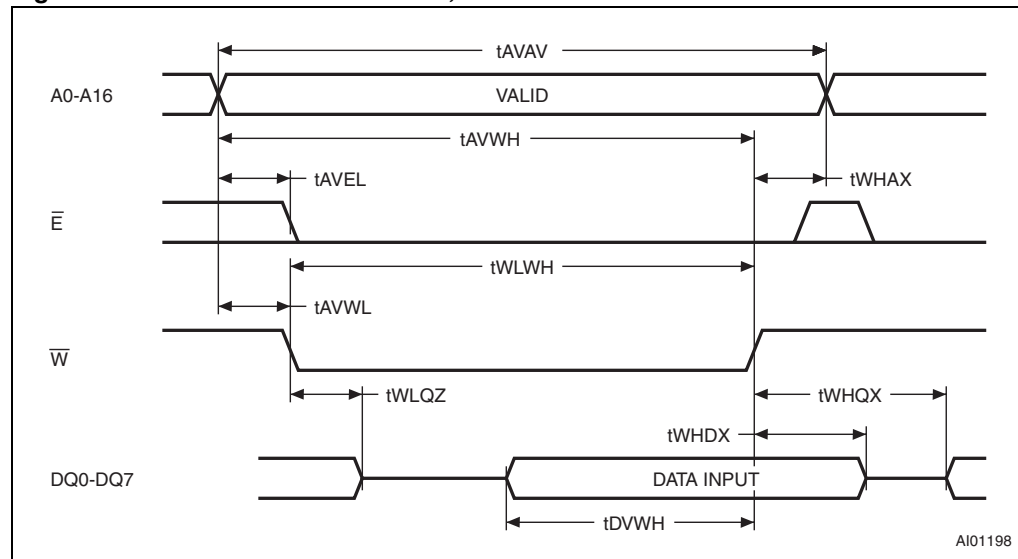 tAVAV
A0-A16
VALID
tAVWH
tAVEL
tWHAX
E
tWLWH
tAVWL
W
tWLQZ
tWHQX
tWHDX
DQ0-DQ7
DATA INPUT
tDVWH
AI01198